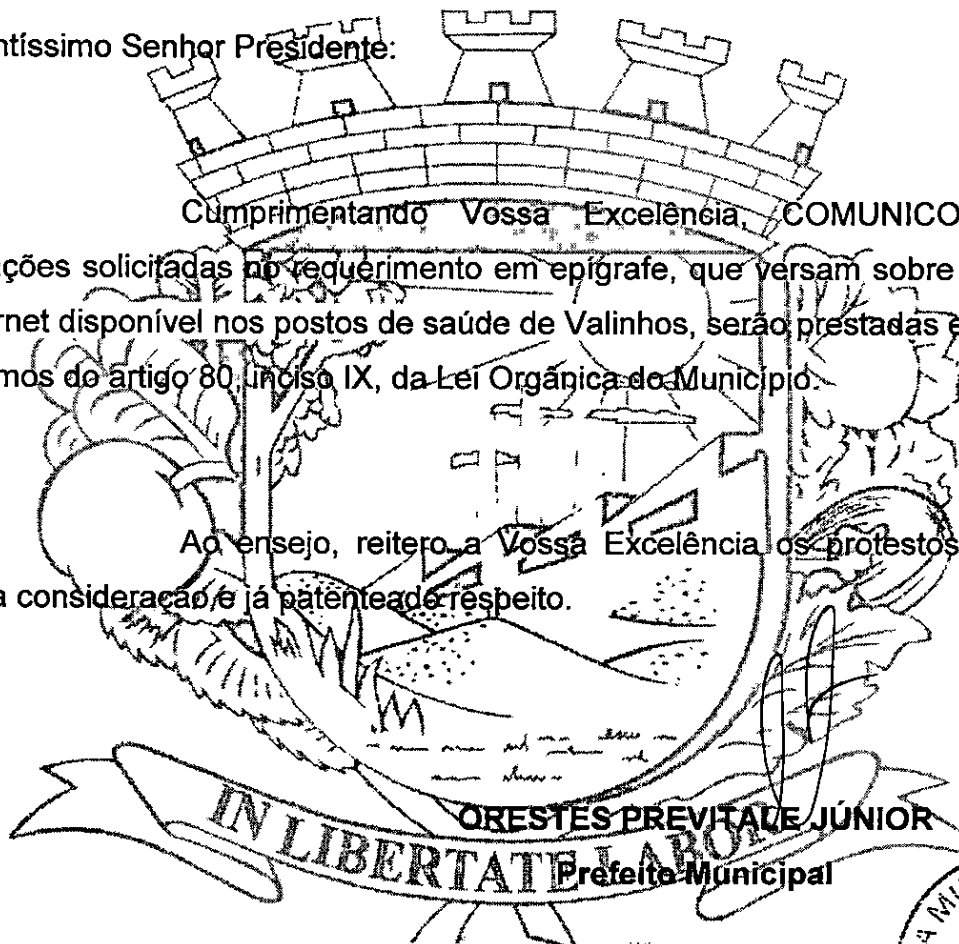 ntíssimo Senhor Presidente:
Cumprimentando Vossa Excelência, COMUNICO
ações solicitadas no requerimento em epígrafe, que versam sobre
rnet disponível nos postos de saúde de Valinhos, serão prestadas e
mos do artigo 80, inciso IX, da Lei Orgânica do Município.
Ao ensejo, reitero a Vossa Excelência os protestos
a consideração e já patenteado respeito.
ORESTES PREVITALE JÚNIOR
Prefeito Municipal
IN LIBERTATE LABOR